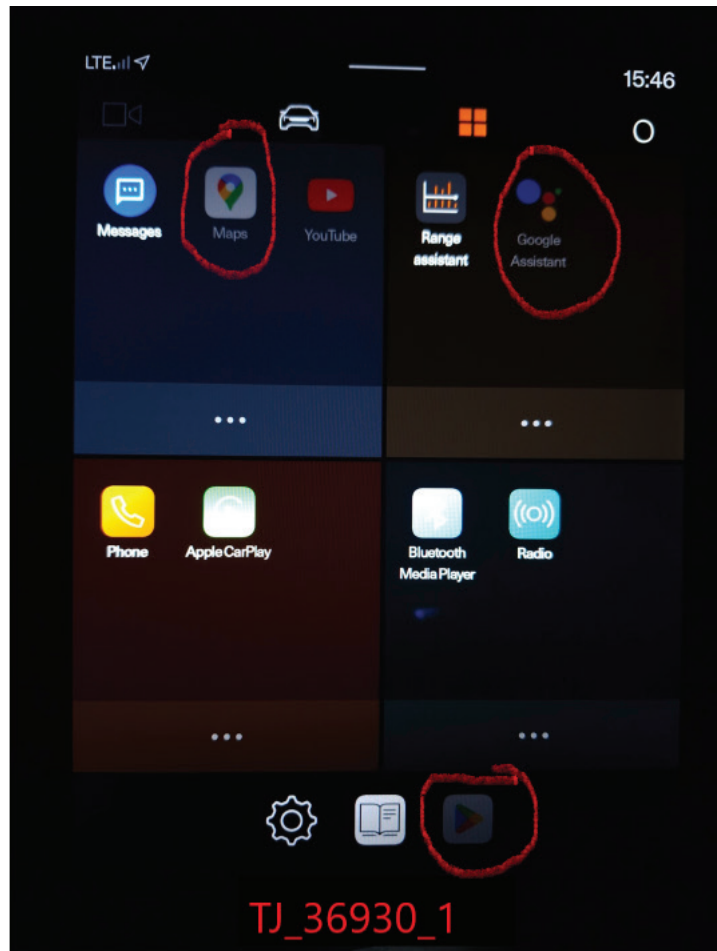 LTE
15:46
Messages
Maps
YouTube
Range
assistant
Google
Assistant
Phone
Apple CarPlay
Bluetooth
Media Player
Radio
TJ_36930_1